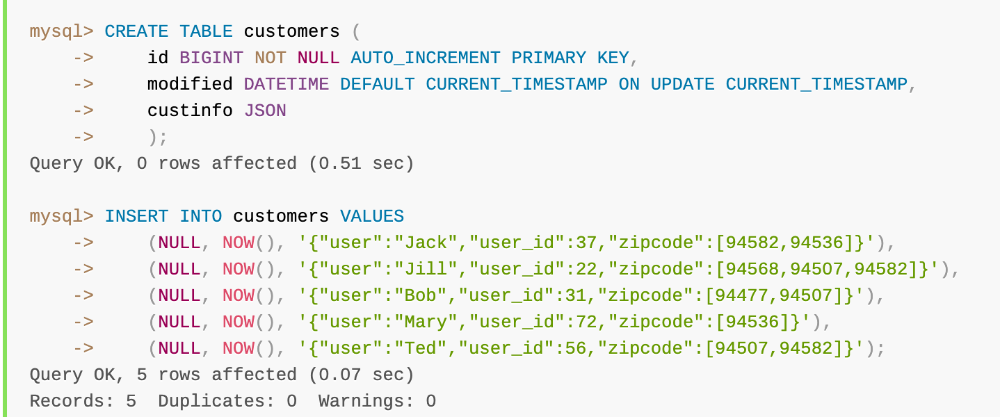 mysql> CREATE TABLE customers (
    ->     id BIGINT NOT NULL AUTO_INCREMENT PRIMARY KEY,
    ->     modified DATETIME DEFAULT CURRENT_TIMESTAMP ON UPDATE CURRENT_TIMESTAMP,
    ->     custinfo JSON
    ->     );
Query OK, 0 rows affected (0.51 sec)

mysql> INSERT INTO customers VALUES
    ->     (NULL, NOW(), '{"user":"Jack","user_id":37,"zipcode":[94582,94536]}'),
    ->     (NULL, NOW(), '{"user":"Jill","user_id":22,"zipcode":[94568,94507,94582]}'),
    ->     (NULL, NOW(), '{"user":"Bob","user_id":31,"zipcode":[94477,94507]}'),
    ->     (NULL, NOW(), '{"user":"Mary","user_id":72,"zipcode":[94536]}'),
    ->     (NULL, NOW(), '{"user":"Ted","user_id":56,"zipcode":[94507,94582]}');
Query OK, 5 rows affected (0.07 sec)
Records: 5  Duplicates: 0  Warnings: 0